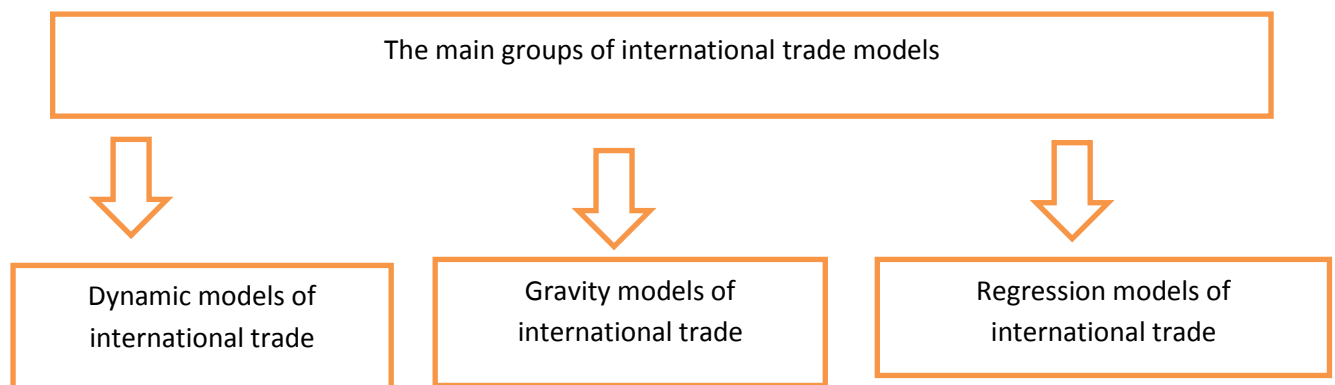 The main groups of international trade models
Dynamic models of
international trade
Gravity models of
international trade
Regression models of
international trade